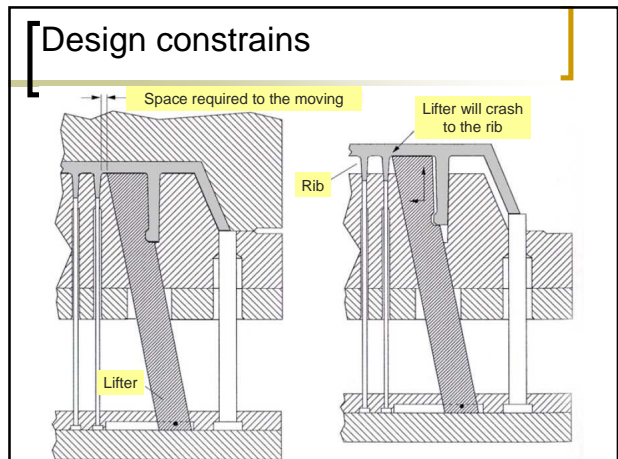 Design constrains
Space required to the moving
Lifter will crash
to the rib
Rib
Lifter